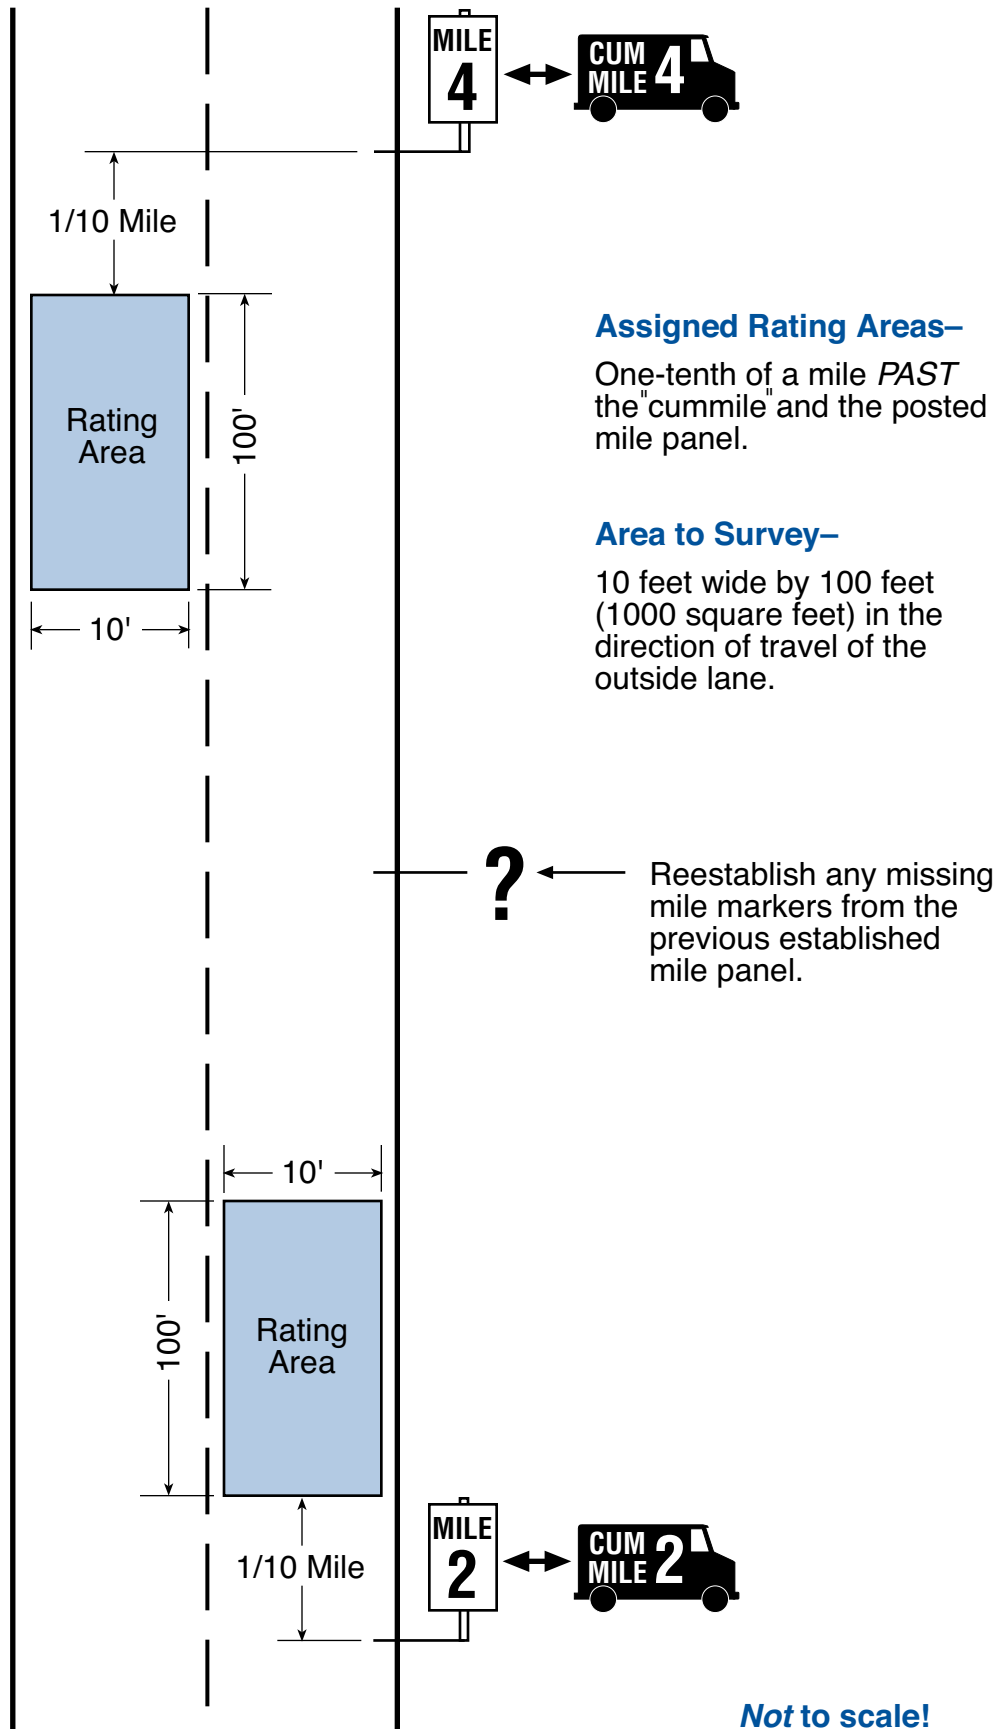 MILE
4
CUM
MILE 4
1/10 Mile
Rating
Area
100'
10'
Assigned Rating Areas–
One-tenth of a mile PAST
the "cummile" and the posted
mile panel.
Area to Survey–
10 feet wide by 100 feet
(1000 square feet) in the
direction of travel of the
outside lane.
?
Reestablish any missing
mile markers from the
previous established
mile panel.
10'
100'
Rating
Area
1/10 Mile
MILE
2
CUM
MILE 2
Not to scale!